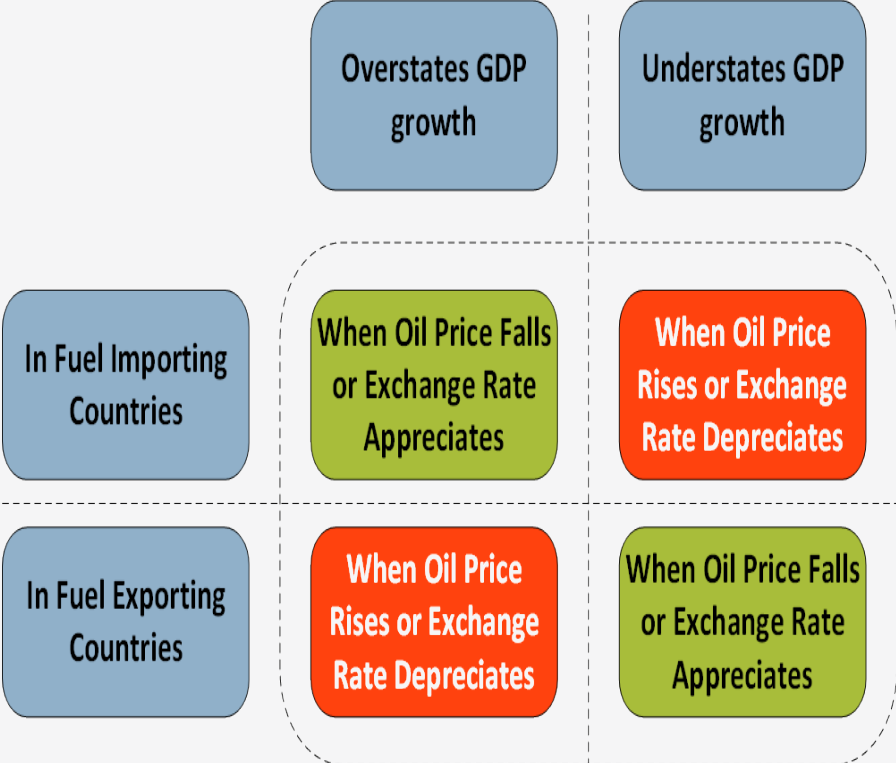 Overstates GDP
growth
Understates GDP
growth
In Fuel Importing
Countries
When Oil Price Falls
or Exchange Rate
Appreciates
When Oil Price
Rises or Exchange
Rate Depreciates
In Fuel Exporting
Countries
When Oil Price
Rises or Exchange
Rate Depreciates
When Oil Price Falls
or Exchange Rate
Appreciates